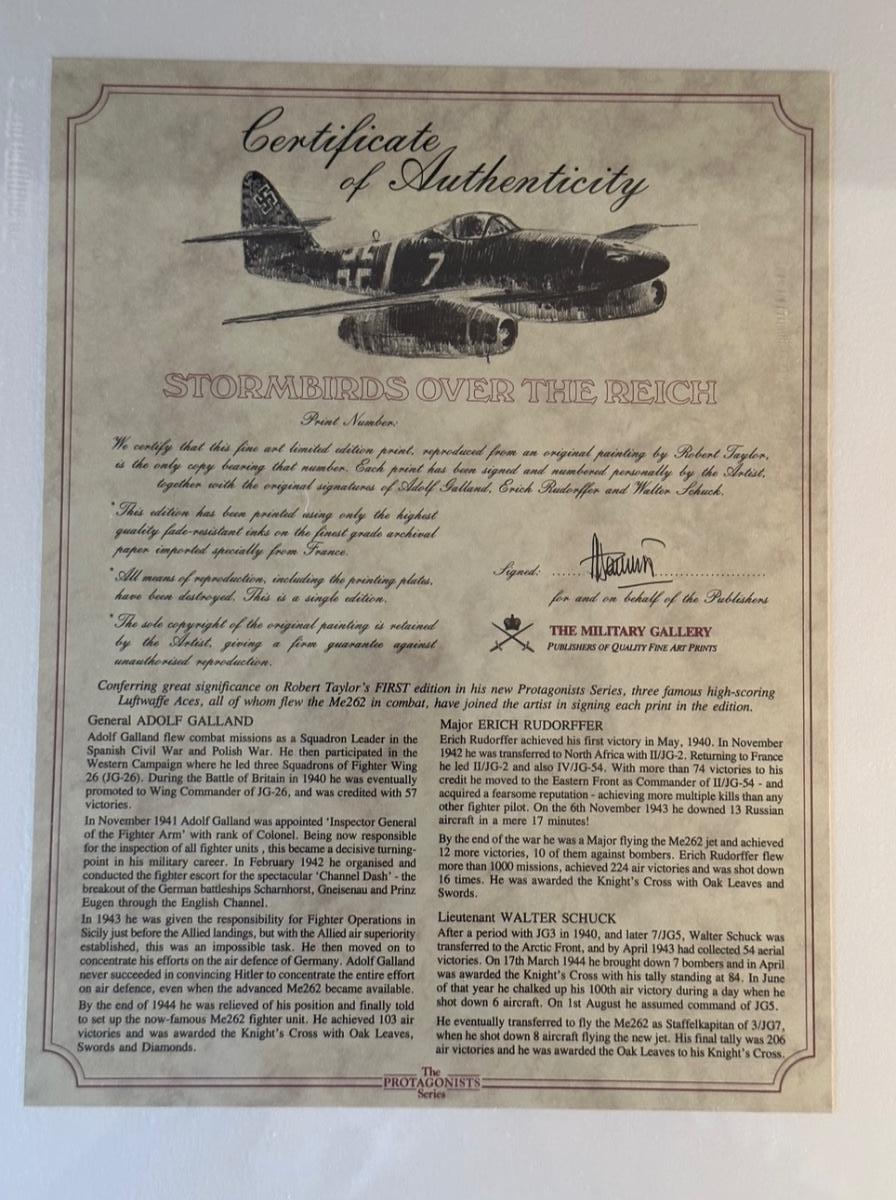 Certificate
of Authenticity
7
STORMBIRDS OVER THE REICH
Print Number:
We certify that this fine art limited edition print, reproduced from an original painting by Robert Taylor,
is the only copy bearing that number. Each print has been signed and numbered personally by the Artist,
together with the original signatures of Adolf Galland, Erich Rudorffer and Walter Schuck.
* This edition has been printed using only the highest
quality fade-resistant inks on the finest grade archival
paper imported specially from France.
* All means of reproduction, including the printing plates,
have been destroyed. This is a single edition.
* The sole copyright of the original painting is retained
by the Artist, giving a firm guarantee against
unauthorised reproduction.
Signed: ..............................
for and on behalf of the Publishers
THE MILITARY GALLERY
PUBLISHERS OF QUALITY FINE ART PRINTS
Conferring great significance on Robert Taylor's FIRST edition in his new Protagonists Series, three famous high-scoring
Luftwaffe Aces, all of whom flew the Me262 in combat, have joined the artist in signing each print in the edition.
General ADOLF GALLAND
Adolf Galland flew combat missions as a Squadron Leader in the
Spanish Civil War and Polish War. He then participated in the
Western Campaign where he led three Squadrons of Fighter Wing
26 (JG-26). During the Battle of Britain in 1940 he was eventually
promoted to Wing Commander of JG-26, and was credited with 57
victories.
In November 1941 Adolf Galland was appointed 'Inspector General
of the Fighter Arm' with rank of Colonel. Being now responsible
for the inspection of all fighter units , this became a decisive turning-
point in his military career. In February 1942 he organised and
conducted the fighter escort for the spectacular 'Channel Dash' - the
breakout of the German battleships Scharnhorst, Gneisenau and Prinz
Eugen through the English Channel.
In 1943 he was given the responsibility for Fighter Operations in
Sicily just before the Allied landings, but with the Allied air superiority
established, this was an impossible task. He then moved on to
concentrate his efforts on the air defence of Germany. Adolf Galland
never succeeded in convincing Hitler to concentrate the entire effort
on air defence, even when the advanced Me262 became available.
By the end of 1944 he was relieved of his position and finally told
to set up the now-famous Me262 fighter unit. He achieved 103 air
victories and was awarded the Knight's Cross with Oak Leaves,
Swords and Diamonds.
Major ERICH RUDORFFER
Erich Rudorffer achieved his first victory in May, 1940. In November
1942 he was transferred to North Africa with II/JG-2. Returning to France
he led II/JG-2 and also IV/JG-54. With more than 74 victories to his
credit he moved to the Eastern Front as Commander of II/JG-54 - and
acquired a fearsome reputation - achieving more multiple kills than any
other fighter pilot. On the 6th November 1943 he downed 13 Russian
aircraft in a mere 17 minutes!
By the end of the war he was a Major flying the Me262 jet and achieved
12 more victories, 10 of them against bombers. Erich Rudorffer flew
more than 1000 missions, achieved 224 air victories and was shot down
16 times. He was awarded the Knight's Cross with Oak Leaves and
Swords.
Lieutenant WALTER SCHUCK
After a period with JG3 in 1940, and later 7/JG5, Walter Schuck was
transferred to the Arctic Front, and by April 1943 had collected 54 aerial
victories. On 17th March 1944 he brought down 7 bombers and in April
was awarded the Knight's Cross with his tally standing at 84. In June
of that year he chalked up his 100th air victory during a day when he
shot down 6 aircraft. On 1st August he assumed command of JG5.
He eventually transferred to fly the Me262 as Staffelkapitan of 3/JG7,
when he shot down 8 aircraft flying the new jet. His final tally was 206
air victories and he was awarded the Oak Leaves to his Knight's Cross.
The
PROTAGONISTS
Series